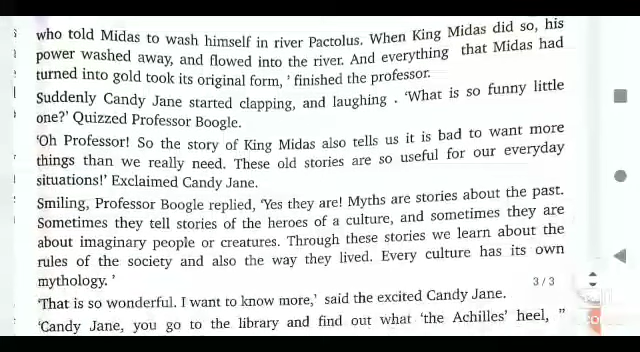 who told Midas to wash himself in river Pactolus. When King Midas did so, his
power washed away, and flowed into the river. And everything that Midas had
turned into gold took its original form, ’ finished the professor.
Suddenly Candy Jane started clapping, and laughing . ‘What is so funny little
one?’ Quizzed Professor Boogle.
‘Oh Professor! So the story of King Midas also tells us it is bad to want more
things than we really need. These old stories are so useful for our everyday
situations!’ Exclaimed Candy Jane.
Smiling, Professor Boogle replied, ‘Yes they are! Myths are stories about the past.
Sometimes they tell stories of the heroes of a culture, and sometimes they are
about imaginary people or creatures. Through these stories we learn about the
rules of the society and also the way they lived. Every culture has its own
mythology. ’
3 / 3
‘That is so wonderful. I want to know more,’ said the excited Candy Jane.
‘Candy Jane, you go to the library and find out what ‘the Achilles’ heel, ”